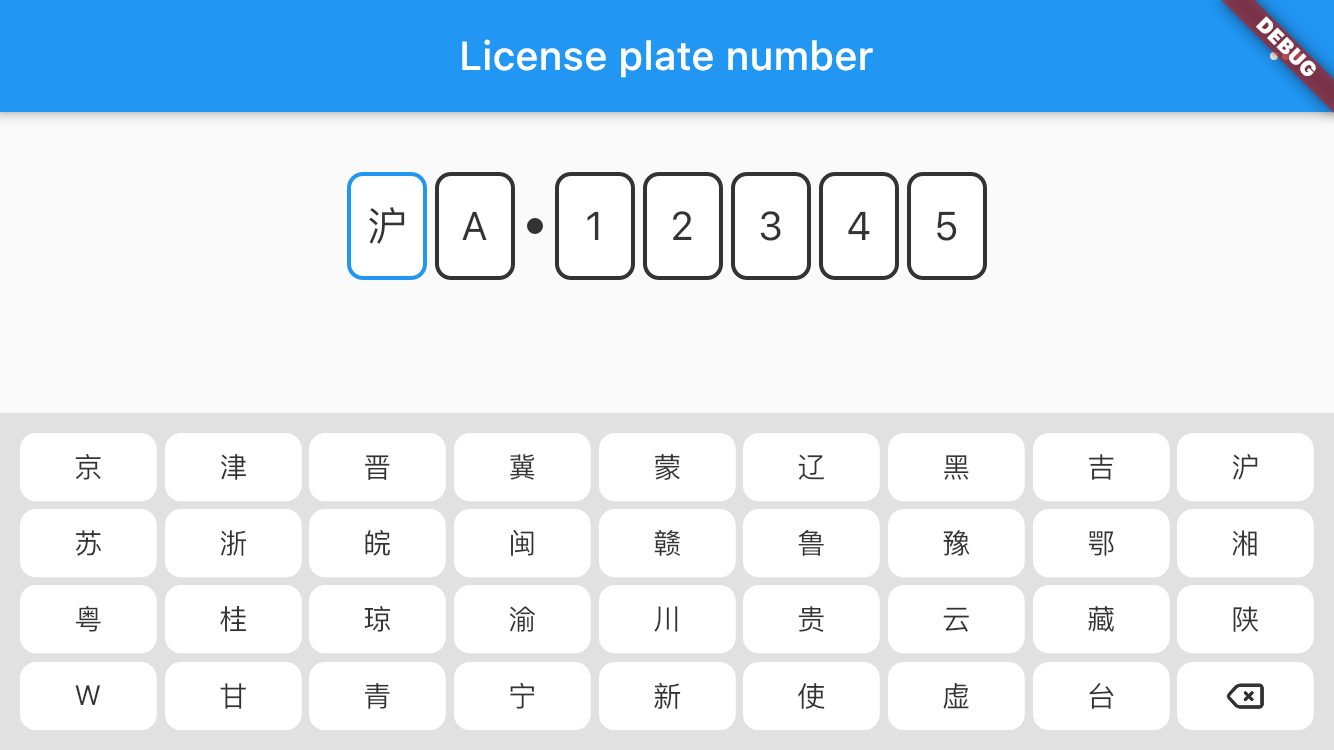 License plate number
DEBUG
沪 A • 1 2 3 4 5
京 津 晋 冀 蒙 辽 黑 吉 沪
苏 浙 皖 闽 赣 鲁 豫 鄂 湘
粤 桂 琼 渝 川 贵 云 藏 陕
W 甘 青 宁 新 使 虚 台